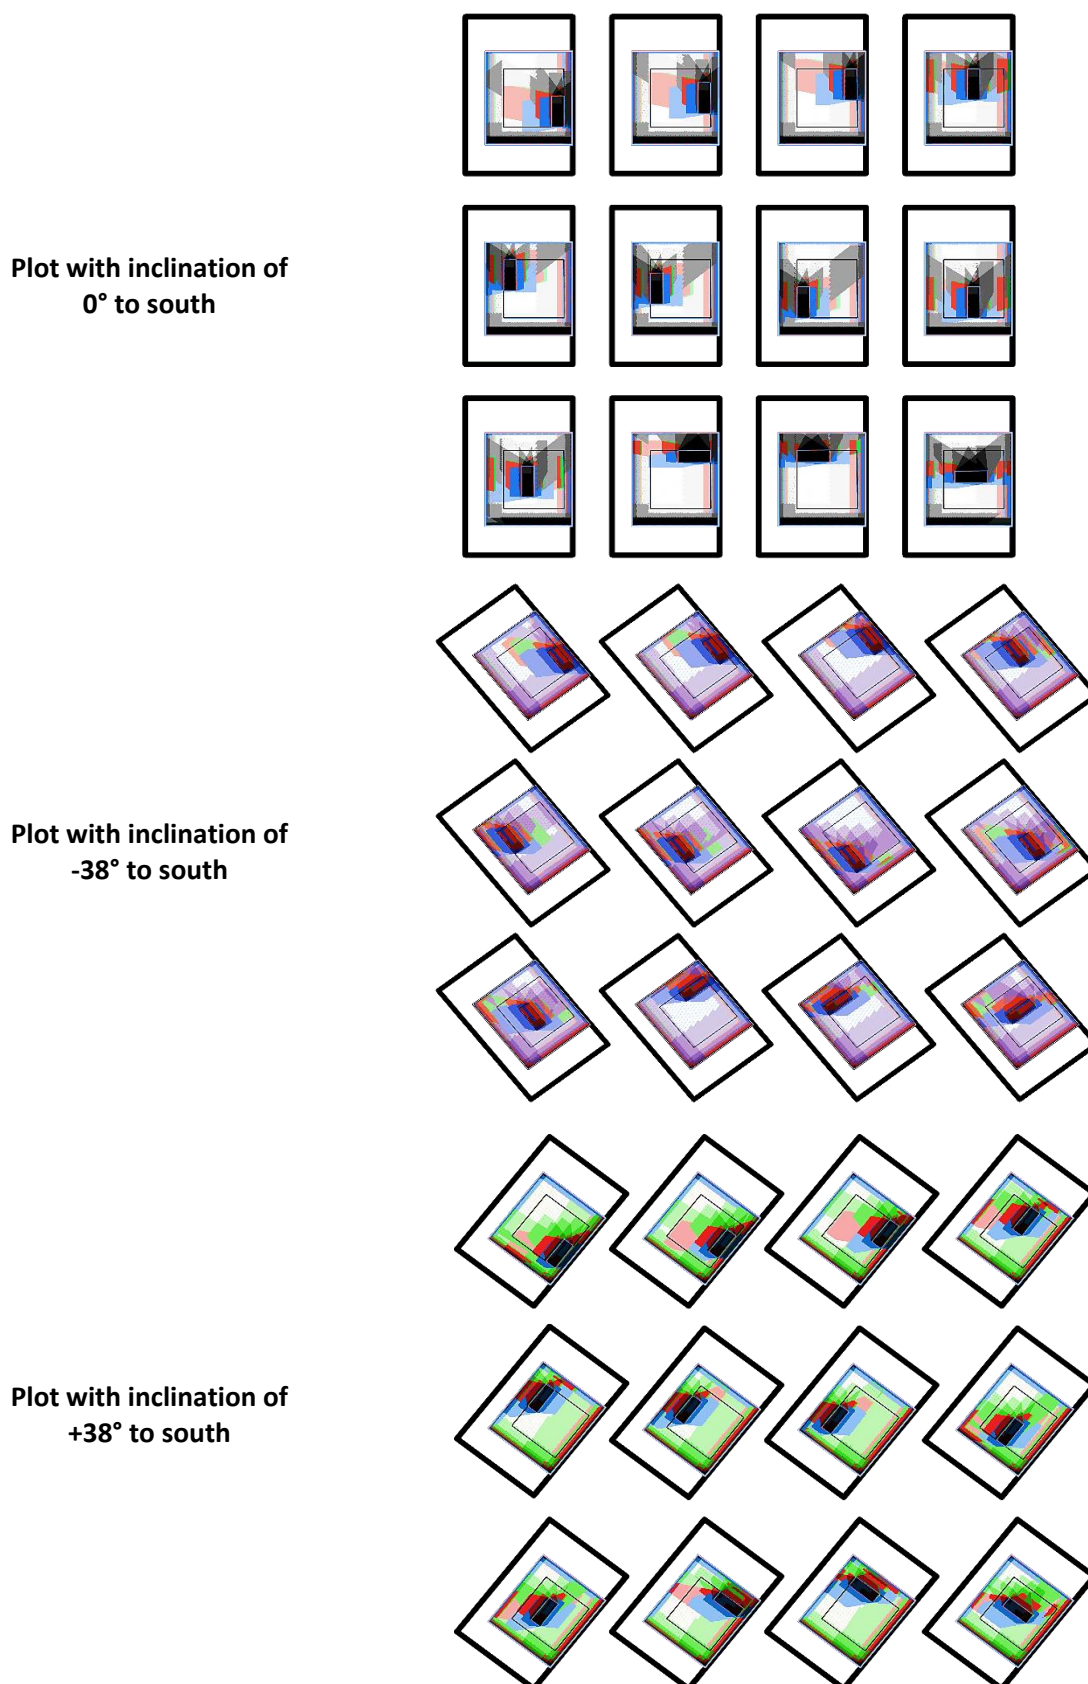 Plot with inclination of
0° to south
Plot with inclination of
-38° to south
Plot with inclination of
+38° to south